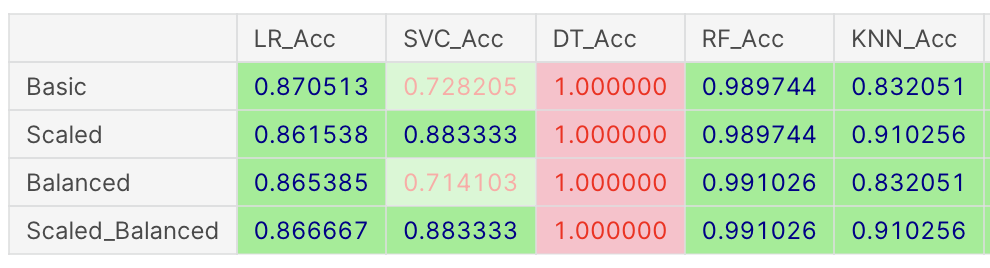 LR_Acc SVC_Acc DT_Acc RF_Acc KNN_Acc
Basic 0.870513 0.728205 1.000000 0.989744 0.832051
Scaled 0.861538 0.883333 1.000000 0.989744 0.910256
Balanced 0.865385 0.714103 1.000000 0.991026 0.832051
Scaled_Balanced 0.866667 0.883333 1.000000 0.991026 0.910256